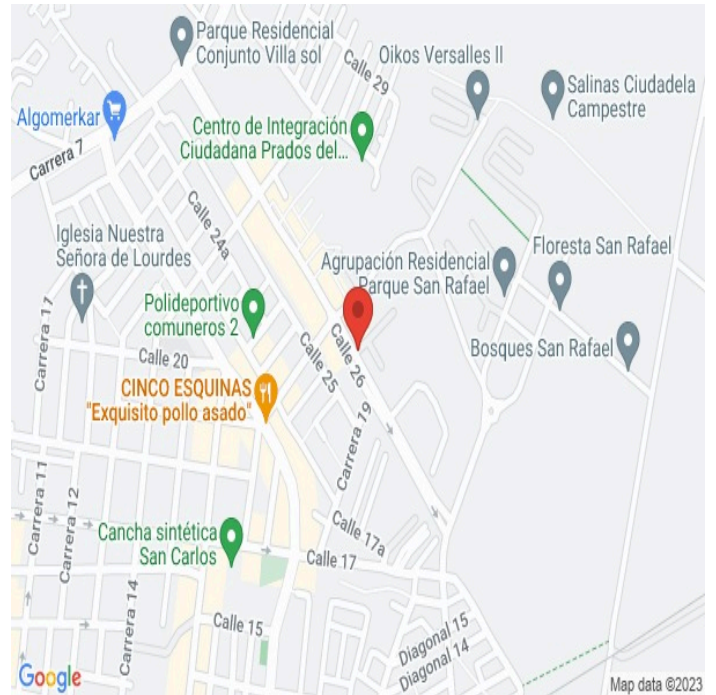 Parque Residencial
Conjunto Villa sol
Calle 29
Oikos Versalles II
Salinas Ciudadela
Campestre
Algomerkar
Carrera 7
Centro de Integración
Ciudadana Prados del...
Calle 24a
Iglesia Nuestra
Señora de Lourdes
Agrupación Residencial
Parque San Rafael
Floresta San Rafael
Polideportivo
comuneros 2
Carrera 17
Calle 26
Calle 25
Bosques San Rafael
Calle 20
CINCO ESQUINAS
"Exquisito pollo asado"
Carrera 19
Carrera 11
Carrera 12
Carrera 14
Cancha sintética
San Carlos
Calle 17a
Calle 17
Calle 15
Diagonal 15
Diagonal 14
Google
Map data ©2023